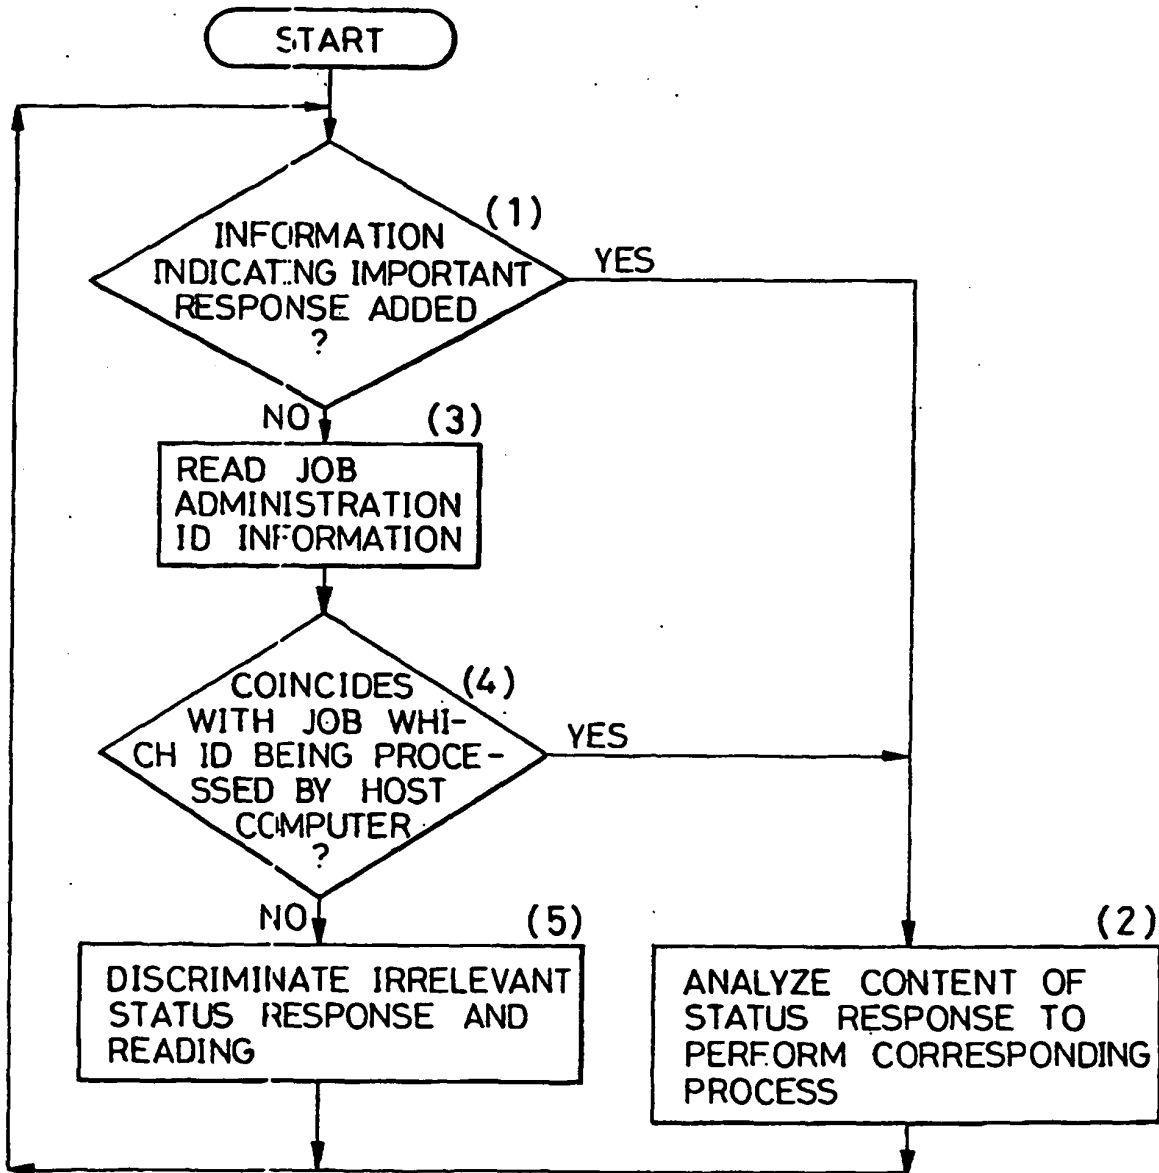 START
(1)
INFORMATION
INDICATING IMPORTANT
RESPONSE ADDED
?
YES
NO
(3)
READ JOB
ADMINISTRATION
ID INFORMATION
(4)
COINCIDES
WITH JOB WHI-
CH ID BEING PROCE-
SSED BY HOST
COMPUTER
?
YES
NO
(5)
DISCRIMINATE IRRELEVANT
STATUS RESPONSE AND
READING
(2)
ANALYZE CONTENT OF
STATUS RESPONSE TO
PERFORM CORRESPONDING
PROCESS